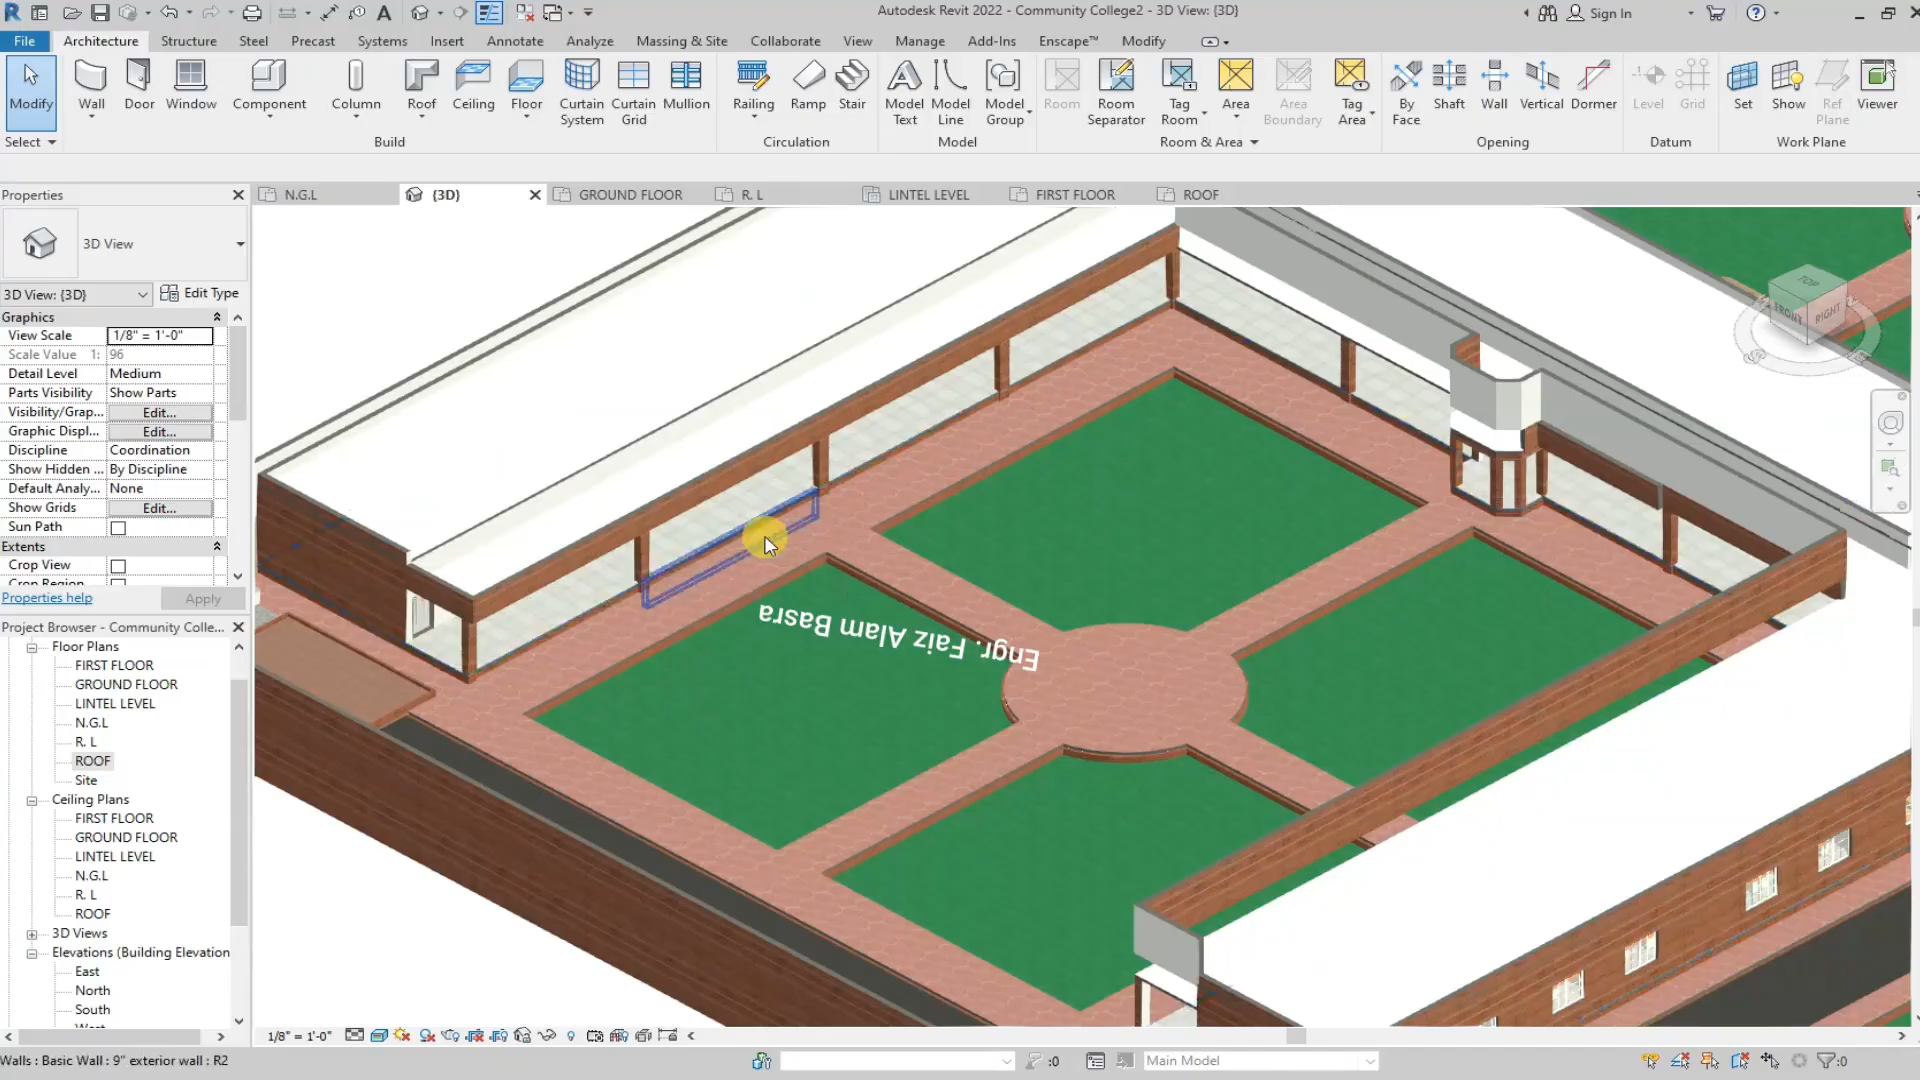 Autodesk Revit 2022 - Community College2 - 3D View: {3D}
Sign In
File Architecture Structure Steel Precast Systems Insert Annotate Analyze Massing & Site Collaborate View Manage Add-Ins Enscape™ Modify
Modify Wall Door Window Component Column Roof Ceiling Floor Curtain System Curtain Grid Mullion Railing Ramp Stair Model Text Model Line Model Group Room Room Separator Tag Room Area Area Boundary Tag Area By Face Shaft Wall Vertical Dormer Level Grid Set Show Ref Plane Viewer
Select Build Circulation Model Room & Area Opening Datum Work Plane
Properties
N.G.L {3D} GROUND FLOOR R. L LINTEL LEVEL FIRST FLOOR ROOF
3D View
3D View: {3D} Edit Type
Graphics
View Scale 1/8" = 1'-0"
Scale Value 1: 96
Detail Level Medium
Parts Visibility Show Parts
Visibility/Grap... Edit...
Graphic Displ... Edit...
Discipline Coordination
Show Hidden ... By Discipline
Default Analy... None
Show Grids Edit...
Sun Path
Extents
Crop View
Crop Region
Properties help Apply
Project Browser - Community Colle...
Floor Plans
FIRST FLOOR
GROUND FLOOR
LINTEL LEVEL
N.G.L
R. L
ROOF
Site
Ceiling Plans
FIRST FLOOR
GROUND FLOOR
LINTEL LEVEL
N.G.L
R. L
ROOF
3D Views
Elevations (Building Elevation
East
North
South
West
TOP
FRONT RIGHT
Engr. Faiz Alam Basra
1/8" = 1'-0"
Walls : Basic Wall : 9" exterior wall : R2
:0
Main Model
:0